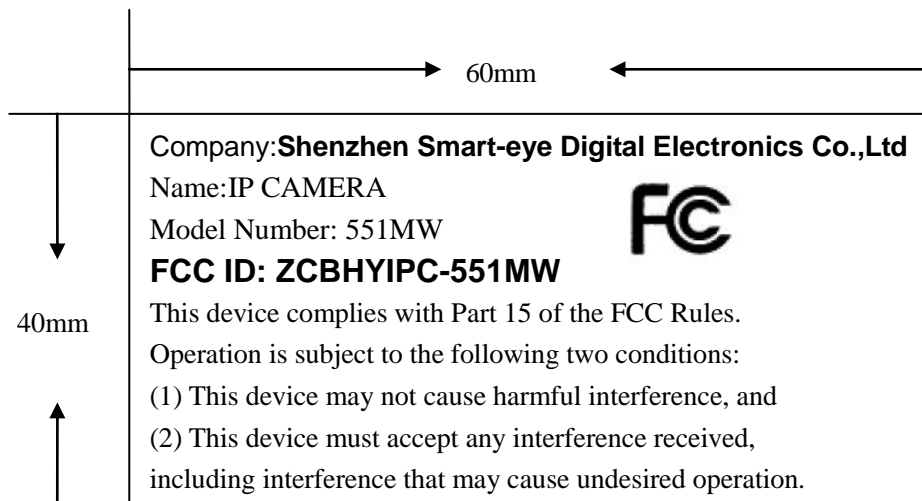 60mm
Company:Shenzhen Smart-eye Digital Electronics Co.,Ltd
Name:IP CAMERA
FC
Model Number: 551MW
FCC ID: ZCBHYIPC-551MW
40mm
This device complies with Part 15 of the FCC Rules.
Operation is subject to the following two conditions:
(1) This device may not cause harmful interference, and
(2) This device must accept any interference received,
including interference that may cause undesired operation.